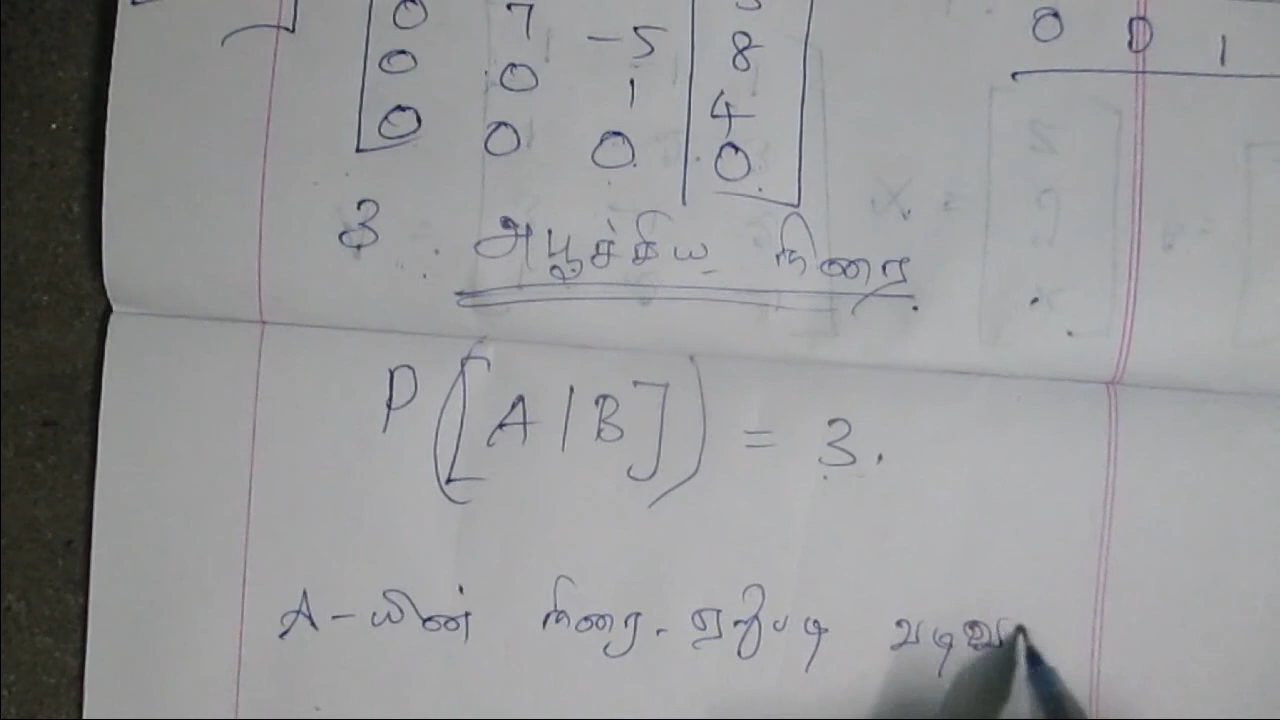 0 7 -5 8
0 0 1 4
0 0 0 0
0 0 1
3 . அபூச்சிய நிரை.
P([A|B]) = 3.
A-யின் நிரை-ஏறுபடி